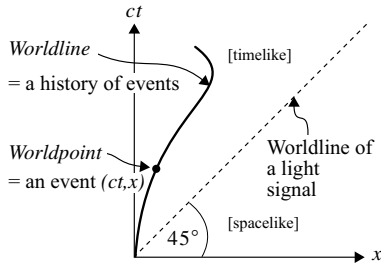 ct
Worldline
= a history of events
[timelike]
Worldpoint
= an event (ct,x)
Worldline of
a light
signal
[spacelike]
45°
x